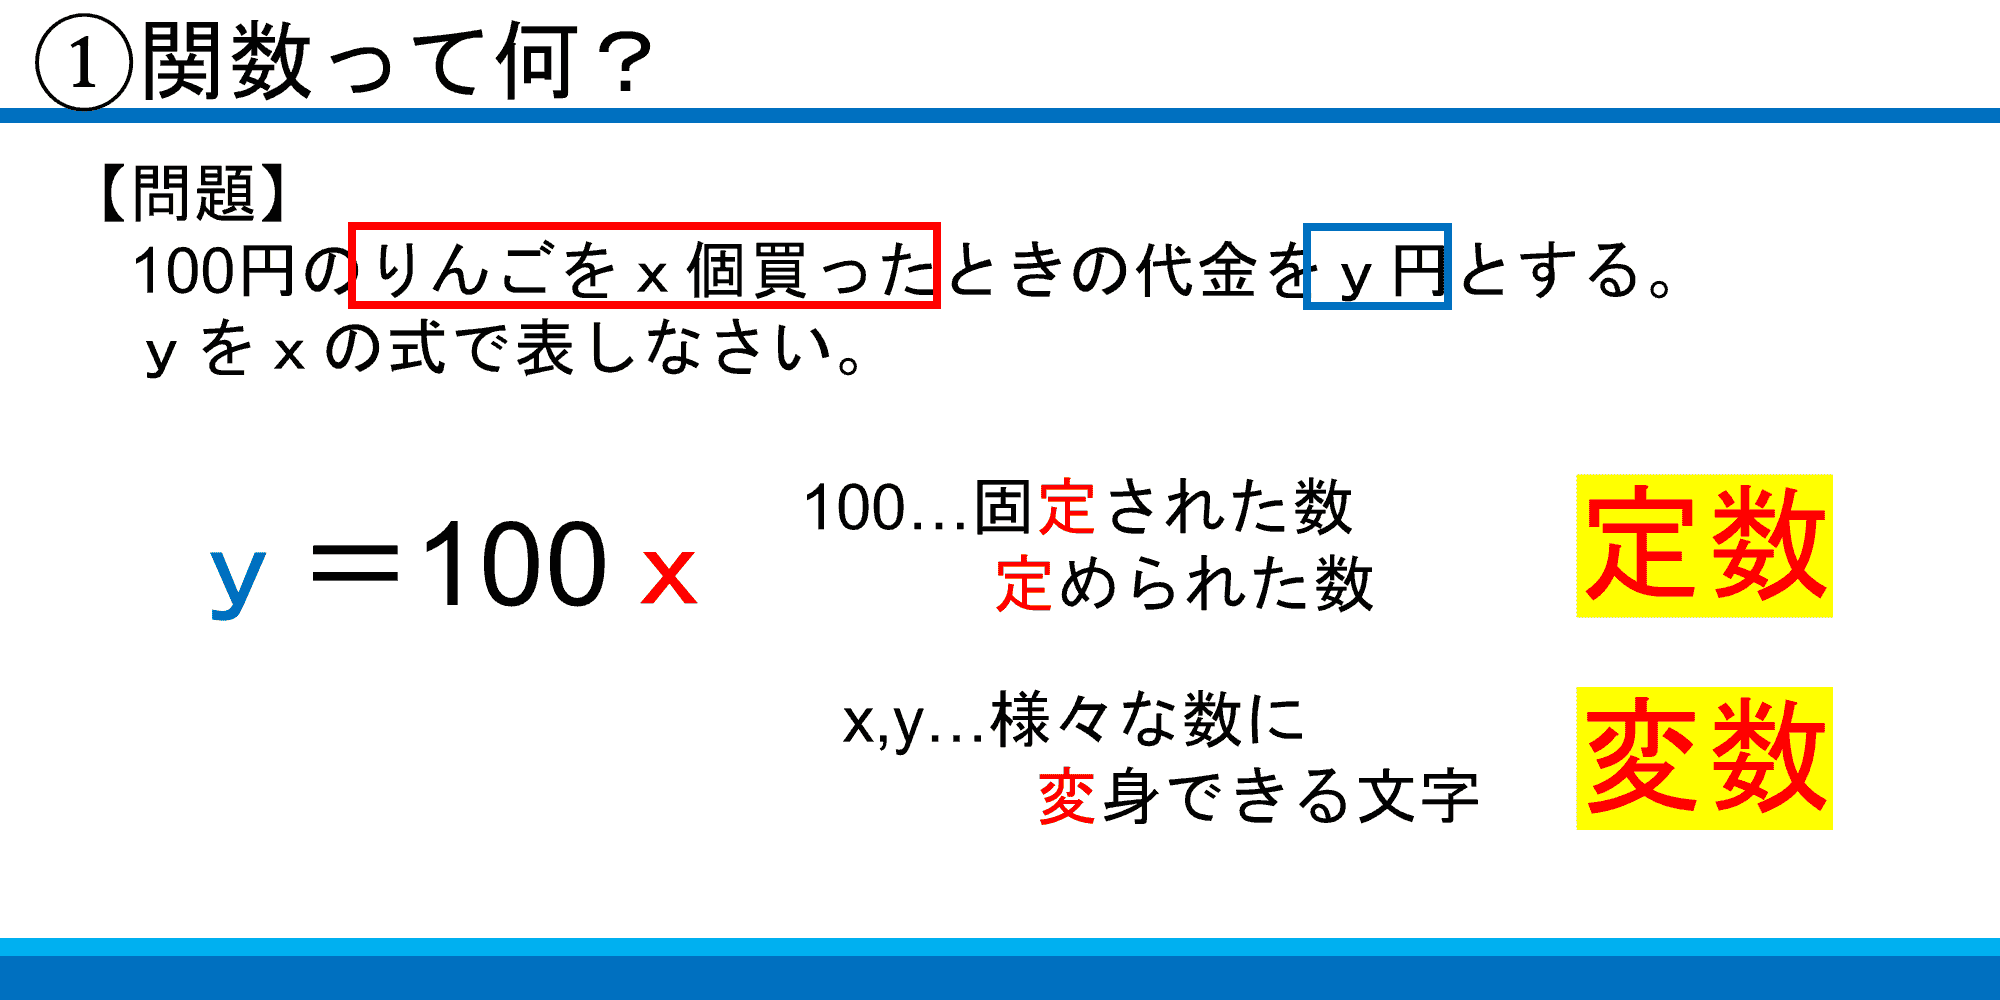 ①関数って何？
【問題】
100円のりんごをｘ個買ったときの代金をｙ円とする。
ｙをｘの式で表しなさい。
ｙ＝100ｘ
100…固定された数
定められた数
定数
x,y…様々な数に
変身できる文字
変数